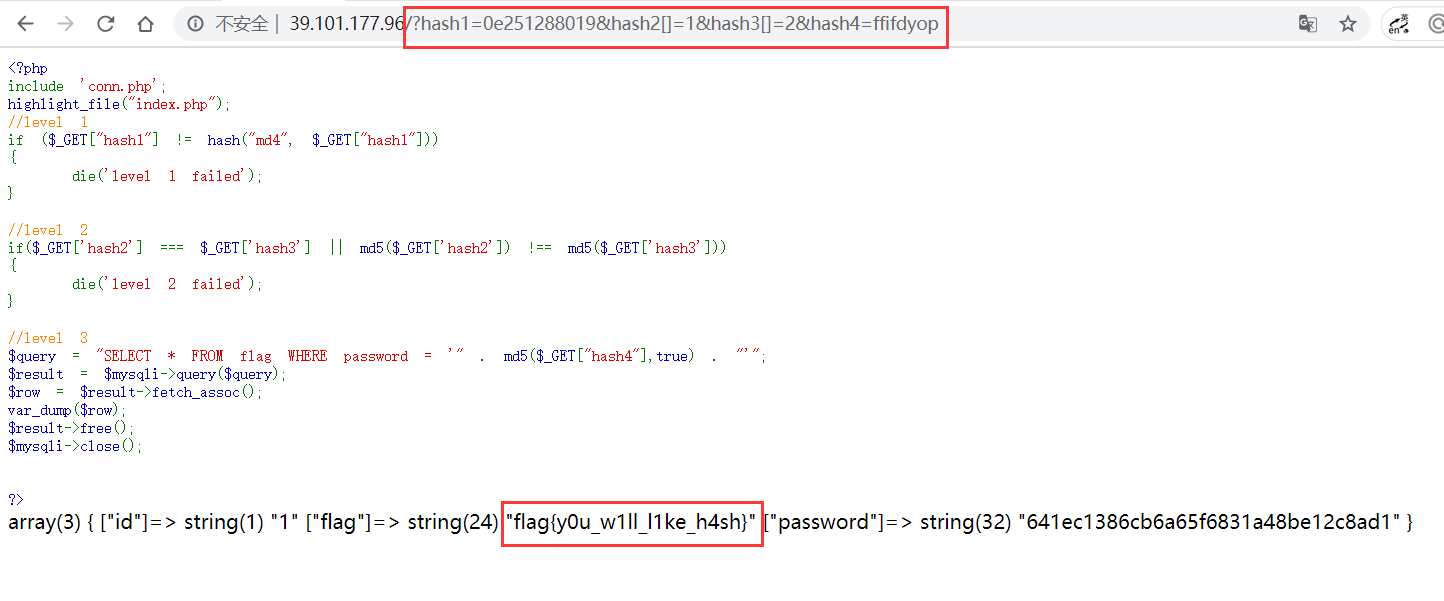 不安全 | 39.101.177.96/?hash1=0e251288019&hash2[]=1&hash3[]=2&hash4=ffifdyop
英
en
<?php
include 'conn.php';
highlight_file("index.php");
//level 1
if ($_GET["hash1"] != hash("md4", $_GET["hash1"]))
{
die('level 1 failed');
}
//level 2
if($_GET['hash2'] === $_GET['hash3'] || md5($_GET['hash2']) !== md5($_GET['hash3']))
{
die('level 2 failed');
}
//level 3
$query = "SELECT * FROM flag WHERE password = '" . md5($_GET["hash4"],true) . "'";
$result = $mysqli->query($query);
$row = $result->fetch_assoc();
var_dump($row);
$result->free();
$mysqli->close();
?>
array(3) { ["id"]=> string(1) "1" ["flag"]=> string(24) "flag{y0u_w1ll_l1ke_h4sh}" ["password"]=> string(32) "641ec1386cb6a65f6831a48be12c8ad1" }